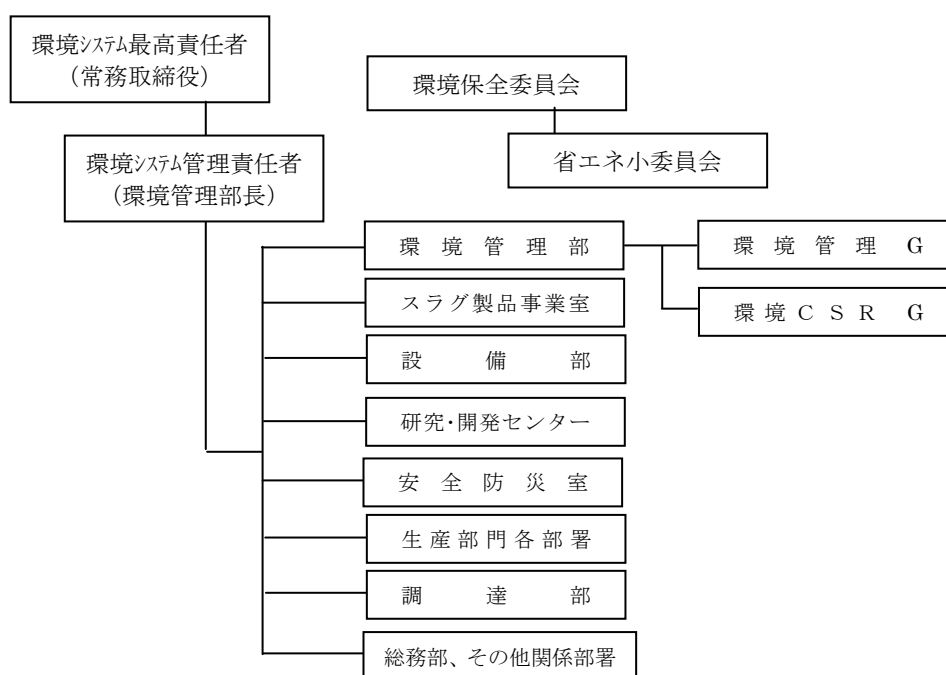 環境システム最高責任者
（常務取締役）
環境保全委員会
省エネ小委員会
環境システム管理責任者
（環境管理部長）
環境管理部
環境管理G
スラグ製品事業室
環境CSR G
設備部
研究・開発センター
安全防災室
生産部門各部署
調達部
総務部、その他関係部署